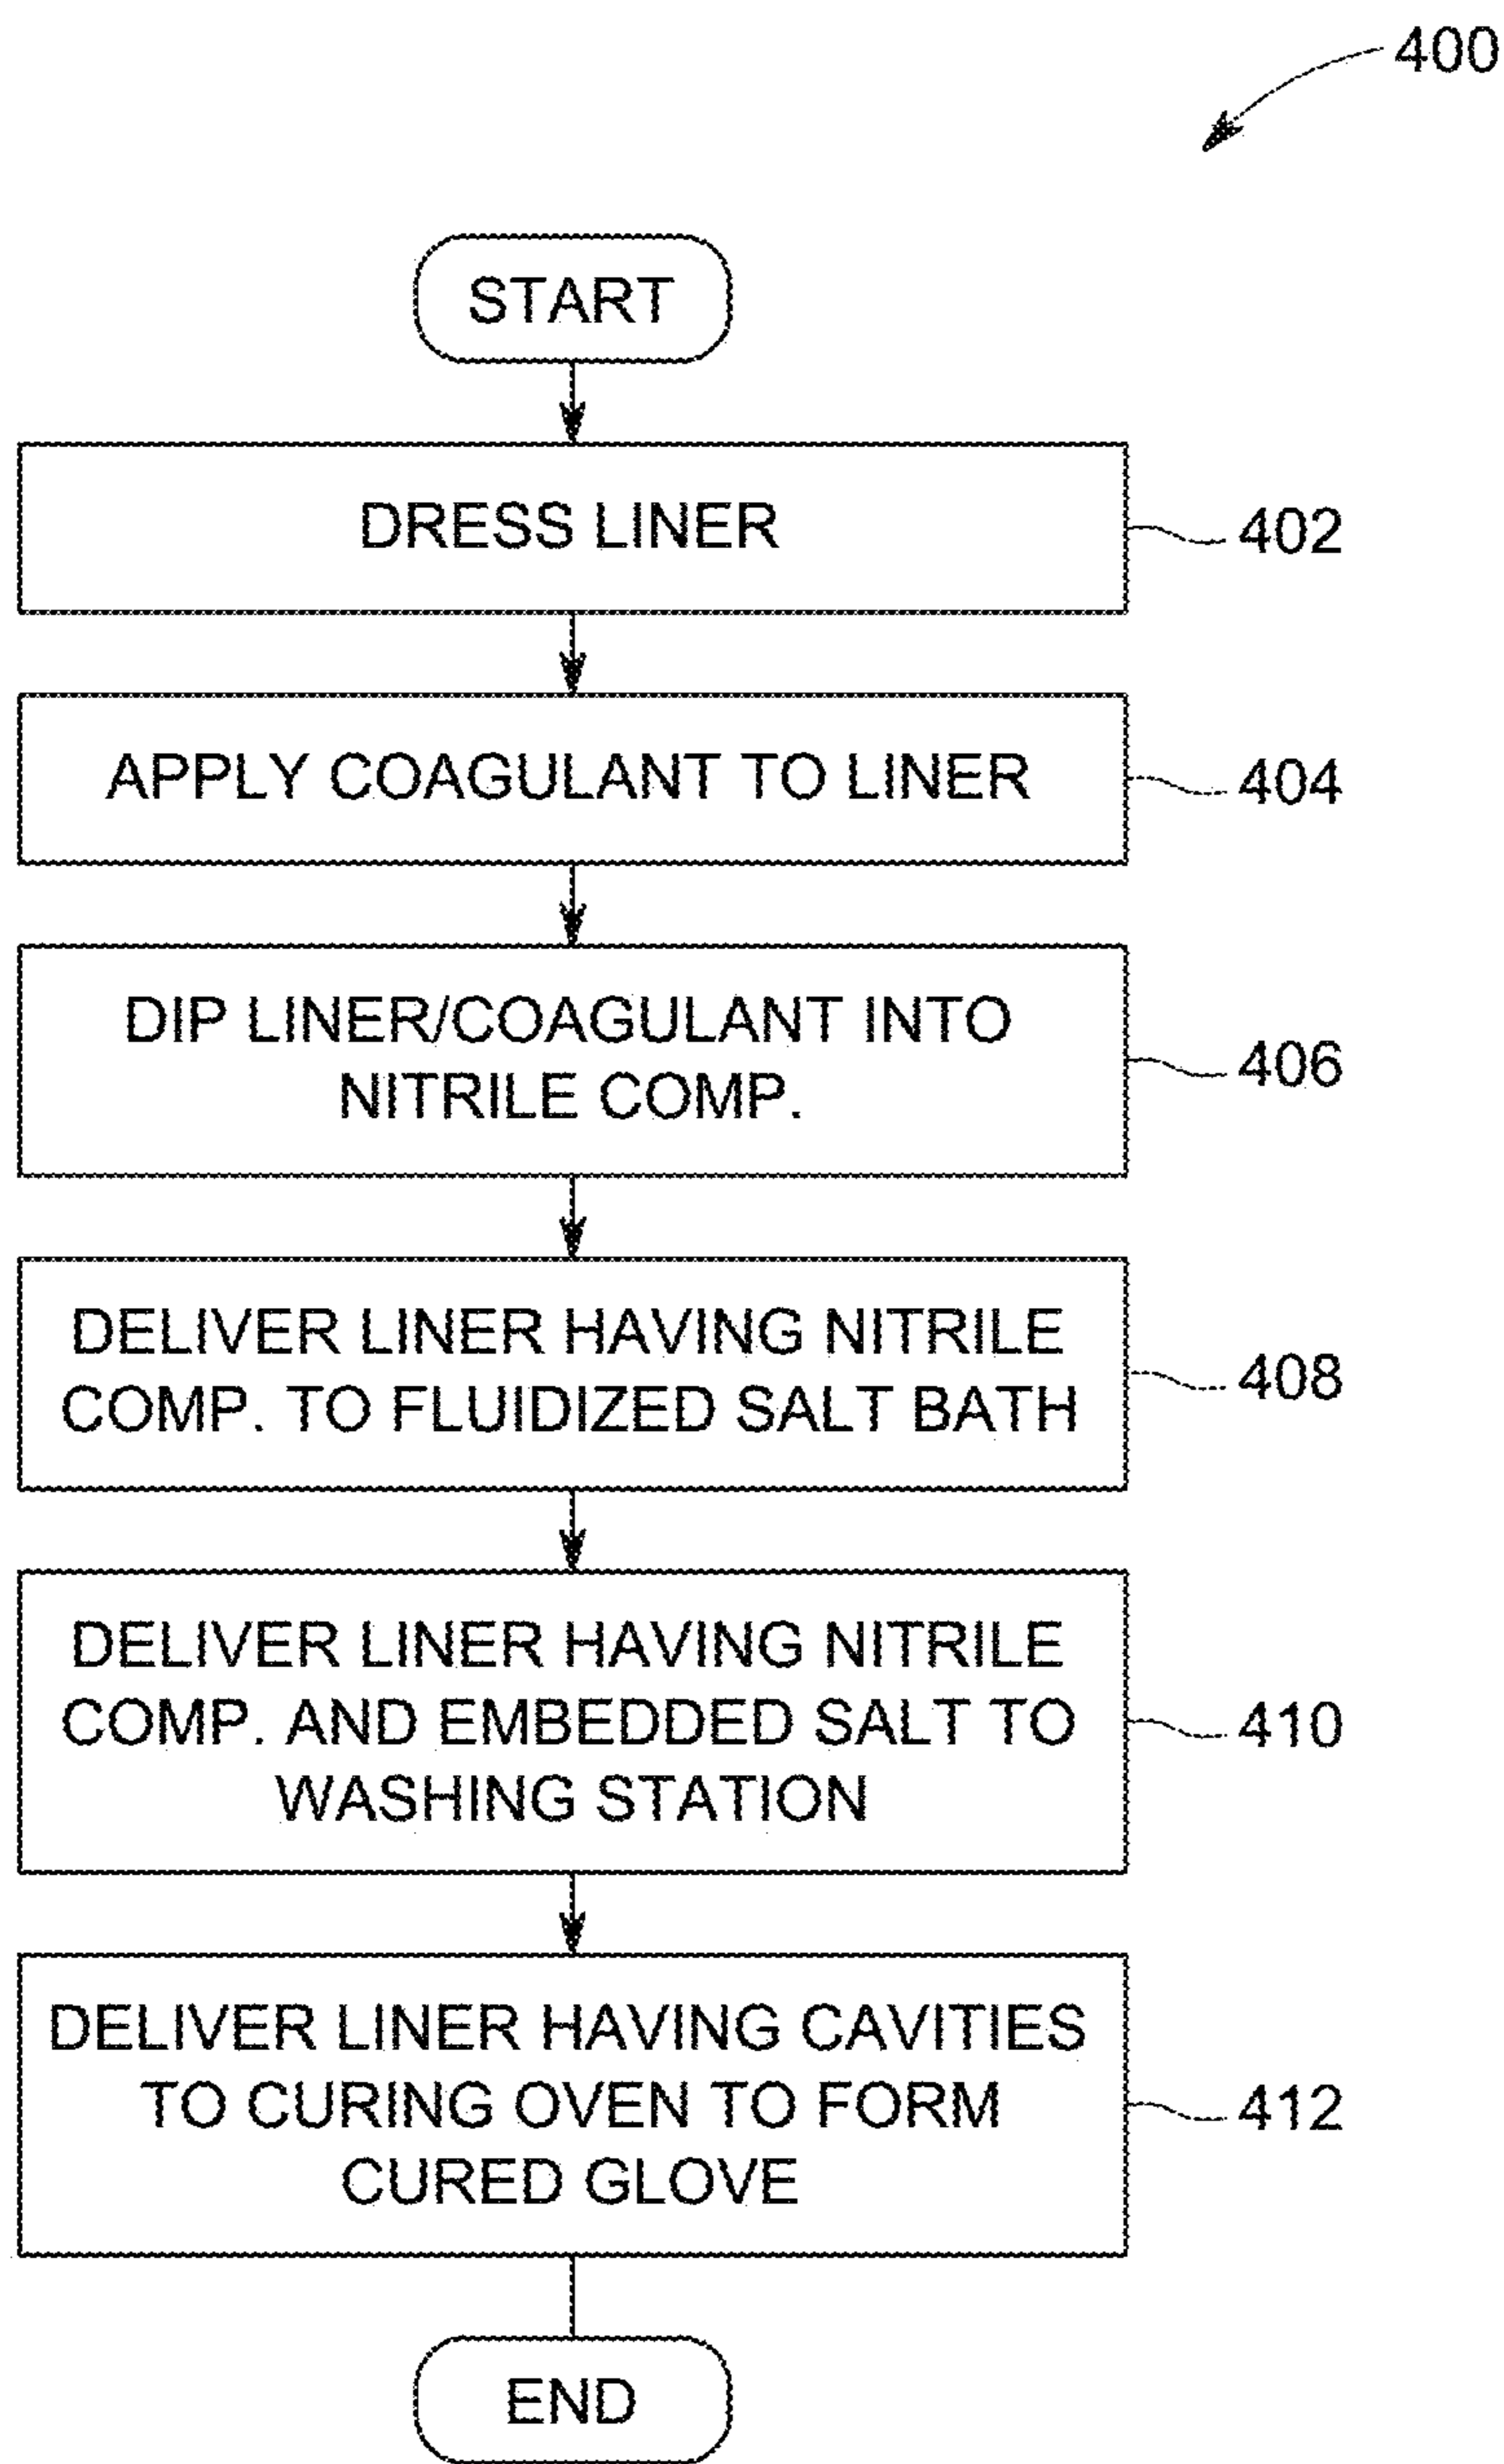 400
START
DRESS LINER
402
APPLY COAGULANT TO LINER
404
DIP LINER/COAGULANT INTO
NITRILE COMP.
406
DELIVER LINER HAVING NITRILE
COMP. TO FLUIDIZED SALT BATH
408
DELIVER LINER HAVING NITRILE
COMP. AND EMBEDDED SALT TO
WASHING STATION
410
DELIVER LINER HAVING CAVITIES
TO CURING OVEN TO FORM
CURED GLOVE
412
END